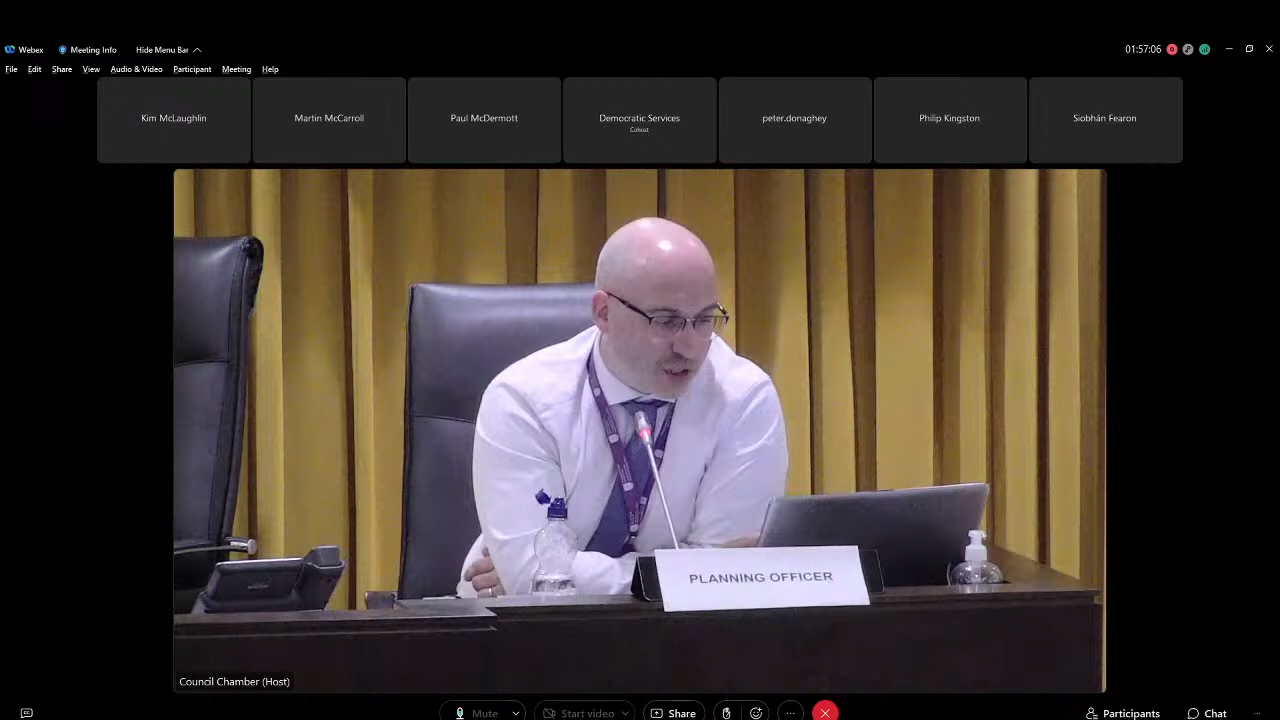 Webex Meeting Info Hide Menu Bar 01:57:06
File Edit Share View Audio & Video Participant Meeting Help
Kim McLaughlin
Martin McCarroll
Paul McDermott
Democratic Services
Cohost
peter.donaghey
Philip Kingston
Siobhán Fearon
PLANNING OFFICER
Council Chamber (Host)
Mute Start video Share Participants Chat